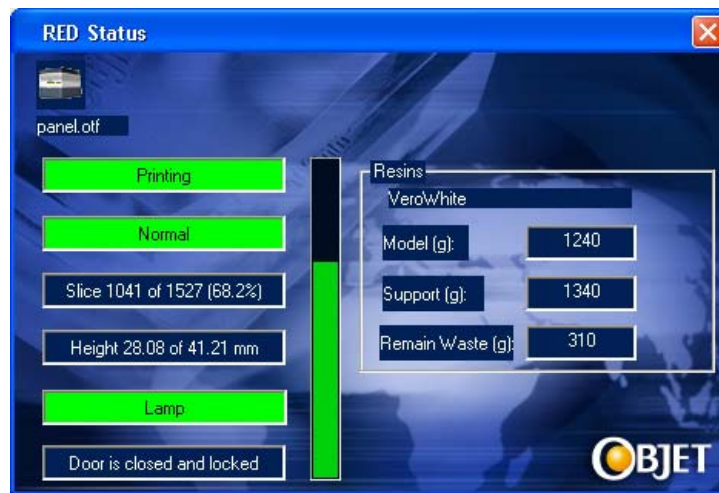 RED Status
panel.otf
Printing
Normal
Slice 1041 of 1527 (68.2%)
Height 28.08 of 41.21 mm
Lamp
Door is closed and locked
Resins
VeroWhite
Model (g): 1240
Support (g): 1340
Remain Waste (g): 310
OBJET